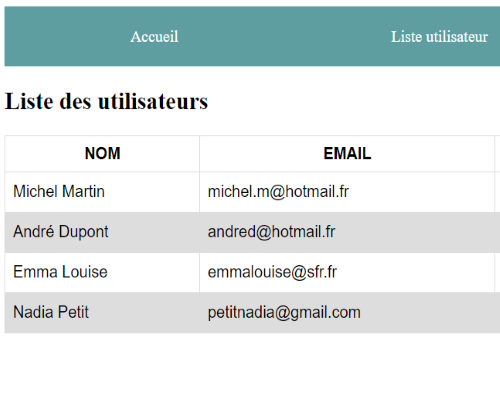 Accueil Liste utilisateur
Liste des utilisateurs
NOM EMAIL
Michel Martin michel.m@hotmail.fr
André Dupont andred@hotmail.fr
Emma Louise emmalouise@sfr.fr
Nadia Petit petitnadia@gmail.com